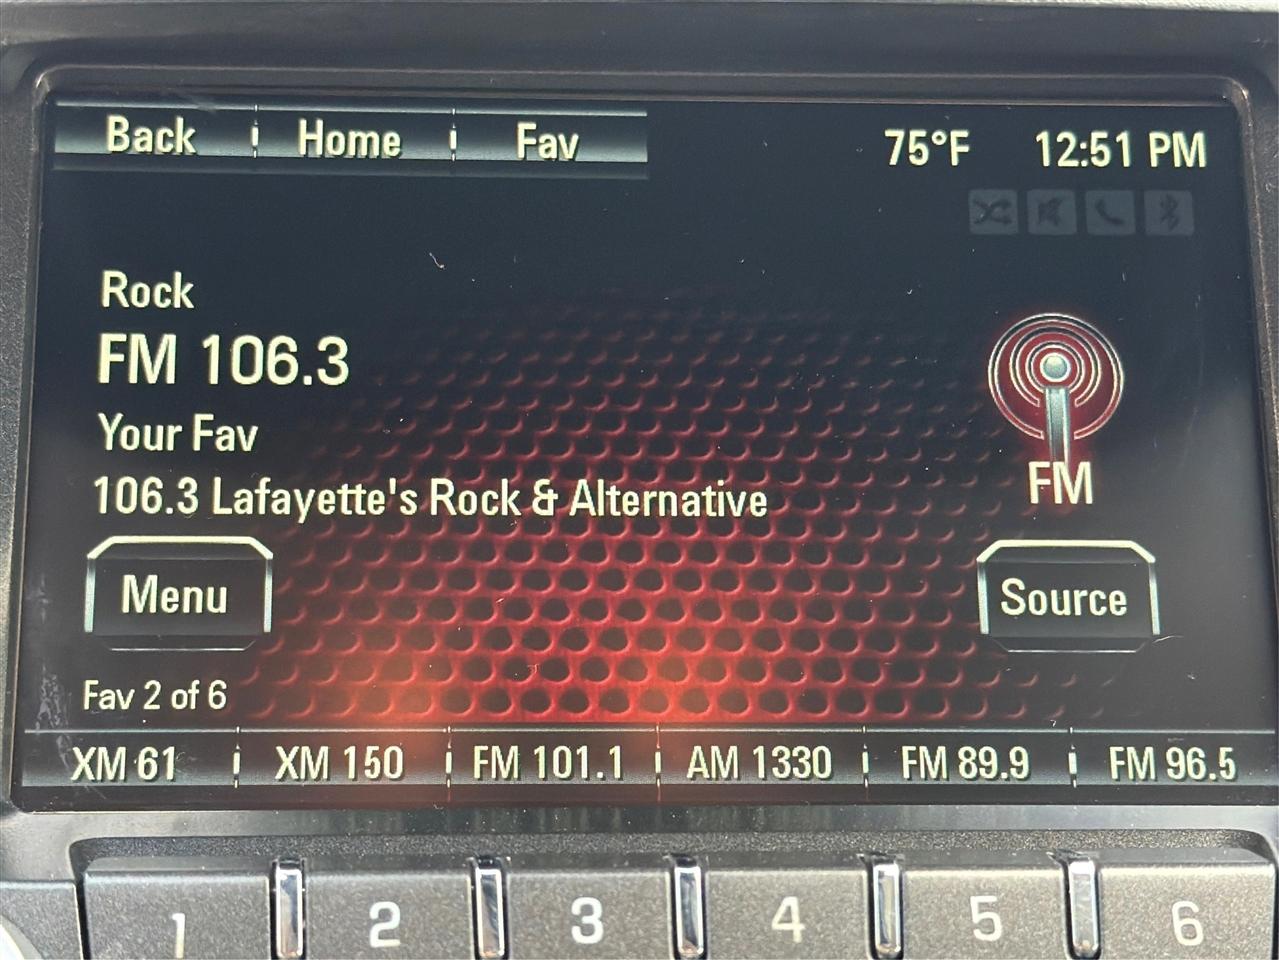 Back Home Fav 75°F 12:51 PM
Rock
FM 106.3
Your Fav
106.3 Lafayette's Rock & Alternative
FM
Menu Source
Fav 2 of 6
XM 61 XM 150 FM 101.1 AM 1330 FM 89.9 FM 96.5
1 2 3 4 5 6